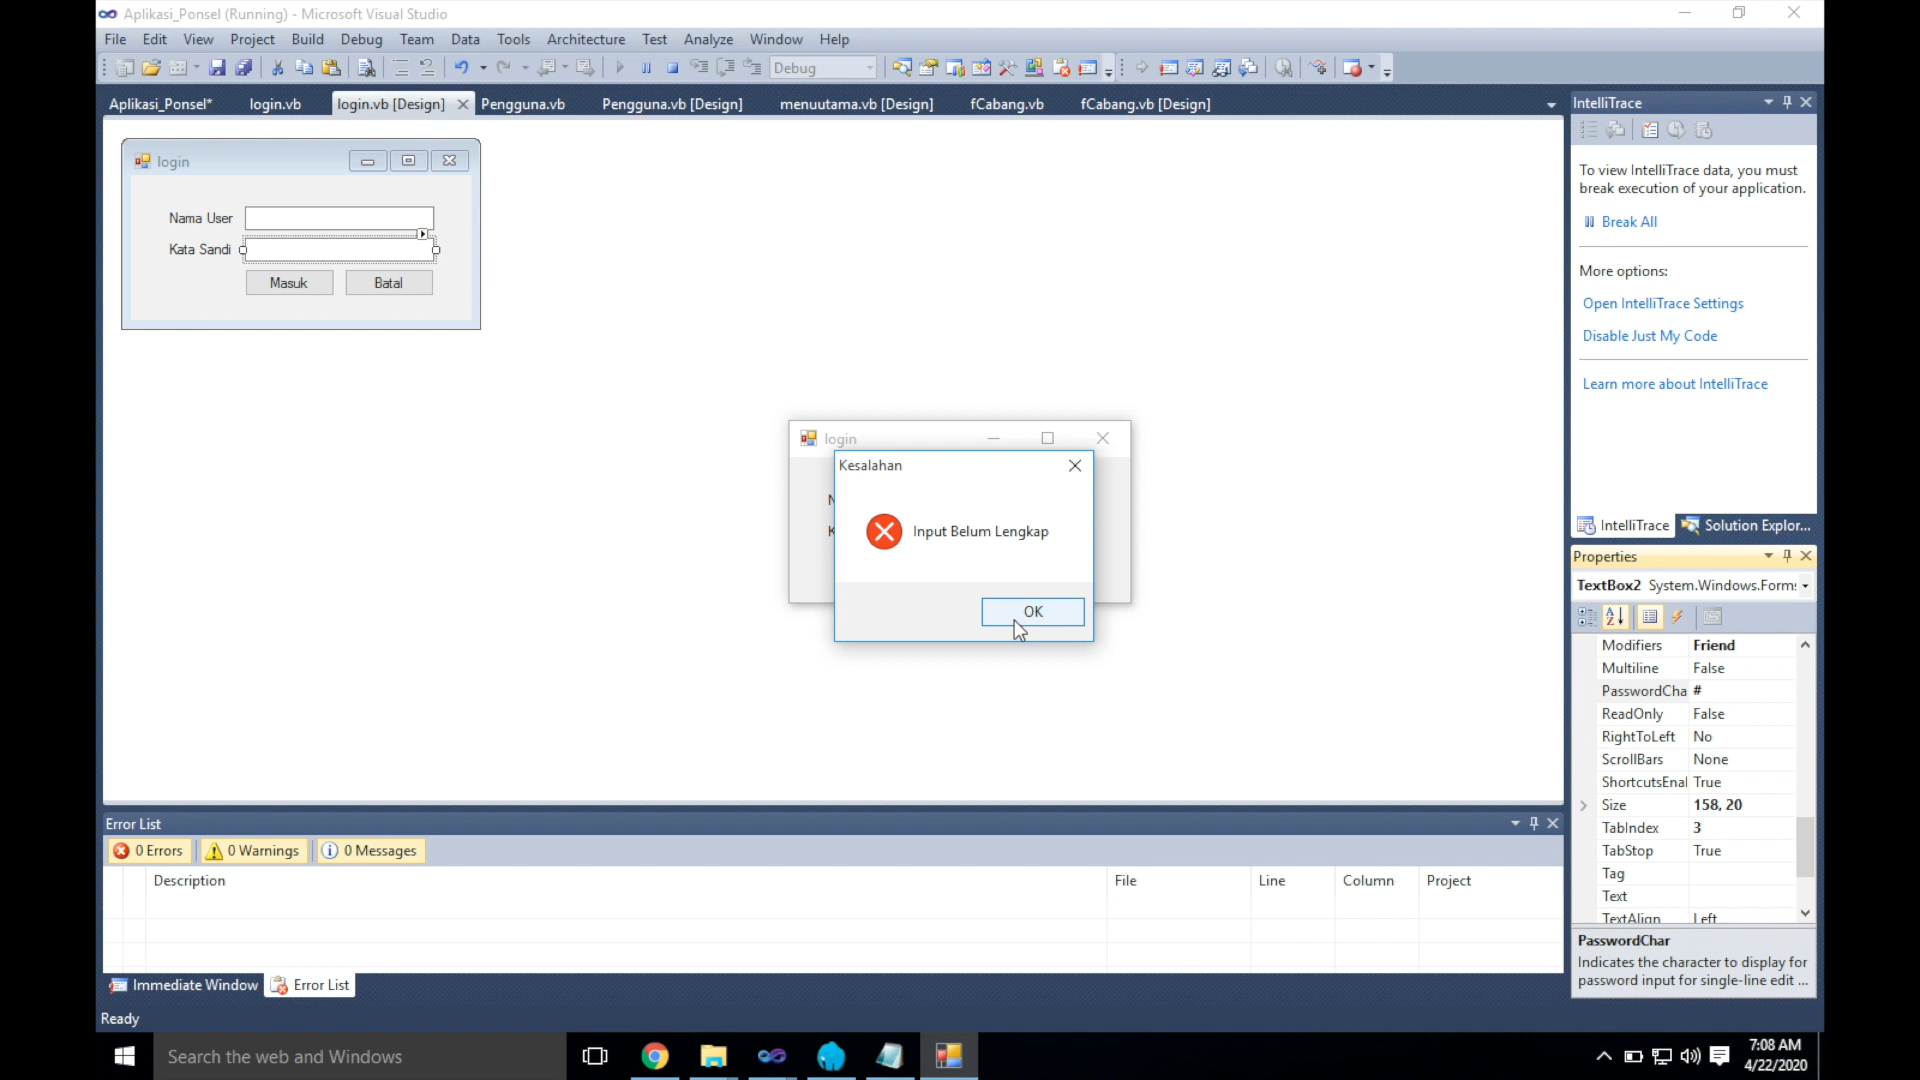 Aplikasi_Ponsel (Running) - Microsoft Visual Studio
File Edit View Project Build Debug Team Data Tools Architecture Test Analyze Window Help
Debug
Aplikasi_Ponsel* login.vb login.vb [Design] Pengguna.vb Pengguna.vb [Design] menuutama.vb [Design] fCabang.vb fCabang.vb [Design]
login
Nama User
Kata Sandi
Masuk Batal
login
Kesalahan
Input Belum Lengkap
OK
IntelliTrace
To view IntelliTrace data, you must
break execution of your application.
Break All
More options:
Open IntelliTrace Settings
Disable Just My Code
Learn more about IntelliTrace
IntelliTrace Solution Explor...
Properties
TextBox2 System.Windows.Form
Modifiers Friend
Multiline False
PasswordCha #
ReadOnly False
RightToLeft No
ScrollBars None
ShortcutsEnal True
Size 158, 20
TabIndex 3
TabStop True
Tag
Text
TextAlign Left
PasswordChar
Indicates the character to display for
password input for single-line edit ...
Error List
0 Errors 0 Warnings 0 Messages
Description File Line Column Project
Immediate Window Error List
Ready
Search the web and Windows
7:08 AM
4/22/2020